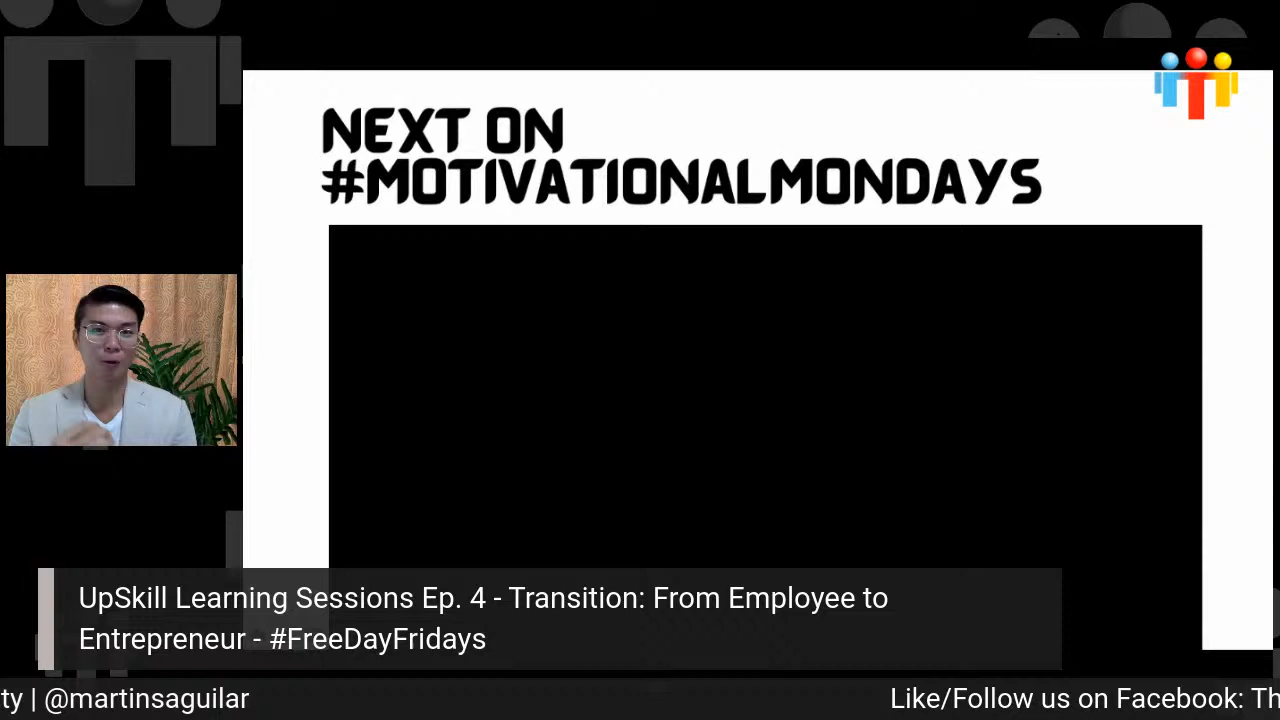 NEXT ON
#MOTIVATIONALMONDAYS
UpSkill Learning Sessions Ep. 4 - Transition: From Employee to
Entrepreneur - #FreeDayFridays
ty | @martinsaguilar
Like/Follow us on Facebook: Th